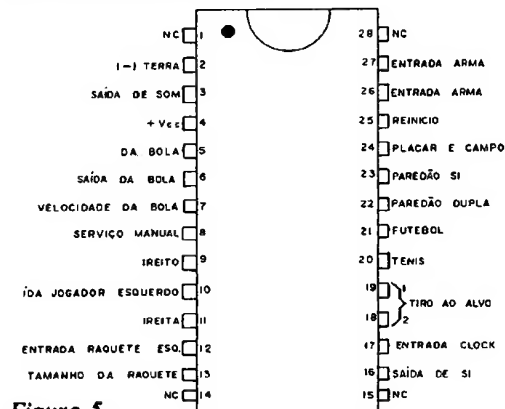 NC 1
(-) TERRA 2
SAÍDA DE SOM 3
+ Vcc 4
DA BOLA 5
SAÍDA DA BOLA 6
VELOCIDADE DA BOLA 7
SERVIÇO MANUAL 8
IREITO 9
ÍDA JOGADOR ESQUERDO 10
IREITA 11
ENTRADA RAQUETE ESQ. 12
TAMANHO DA RAQUETE 13
NC 14
28 NC
27 ENTRADA ARMA
26 ENTRADA ARMA
25 REINICIO
24 PLACAR E CAMPO
23 PAREDÃO SI
22 PAREDÃO DUPLA
21 FUTEBOL
20 TENIS
19 1
TIRO AO ALVO
18 2
17 ENTRADA CLOCK
16 SAÍDA DE SI
15 NC
Figure 5